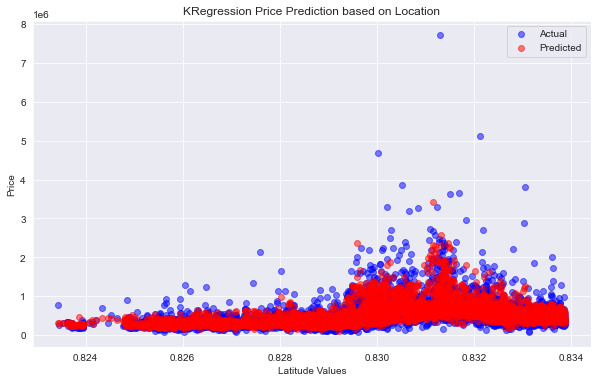 KRegression Price Prediction based on Location
1e6
8
7
6
5
4
3
2
1
0
Price
Actual
Predicted
0.824 0.826 0.828 0.830 0.832 0.834
Latitude Values